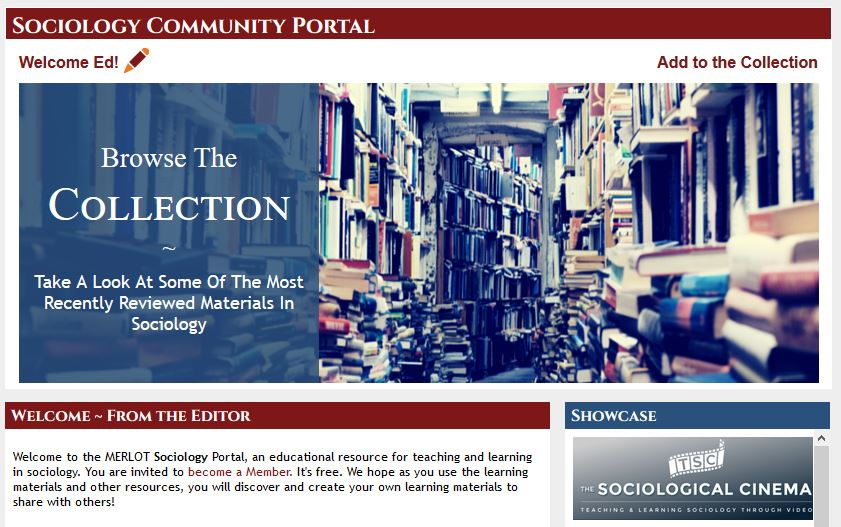 Sociology Community Portal
Welcome Ed!
Add to the Collection
Browse The
Collection
~
Take A Look At Some Of The Most
Recently Reviewed Materials In
Sociology
Welcome ~ From the Editor
Welcome to the MERLOT Sociology Portal, an educational resource for teaching and learning
in sociology. You are invited to become a Member. It's free. We hope as you use the learning
materials and other resources, you will discover and create your own learning materials to
share with others!
Showcase
TSC
THE SOCIOLOGICAL CINEMA
TEACHING & LEARNING SOCIOLOGY THROUGH VIDEO